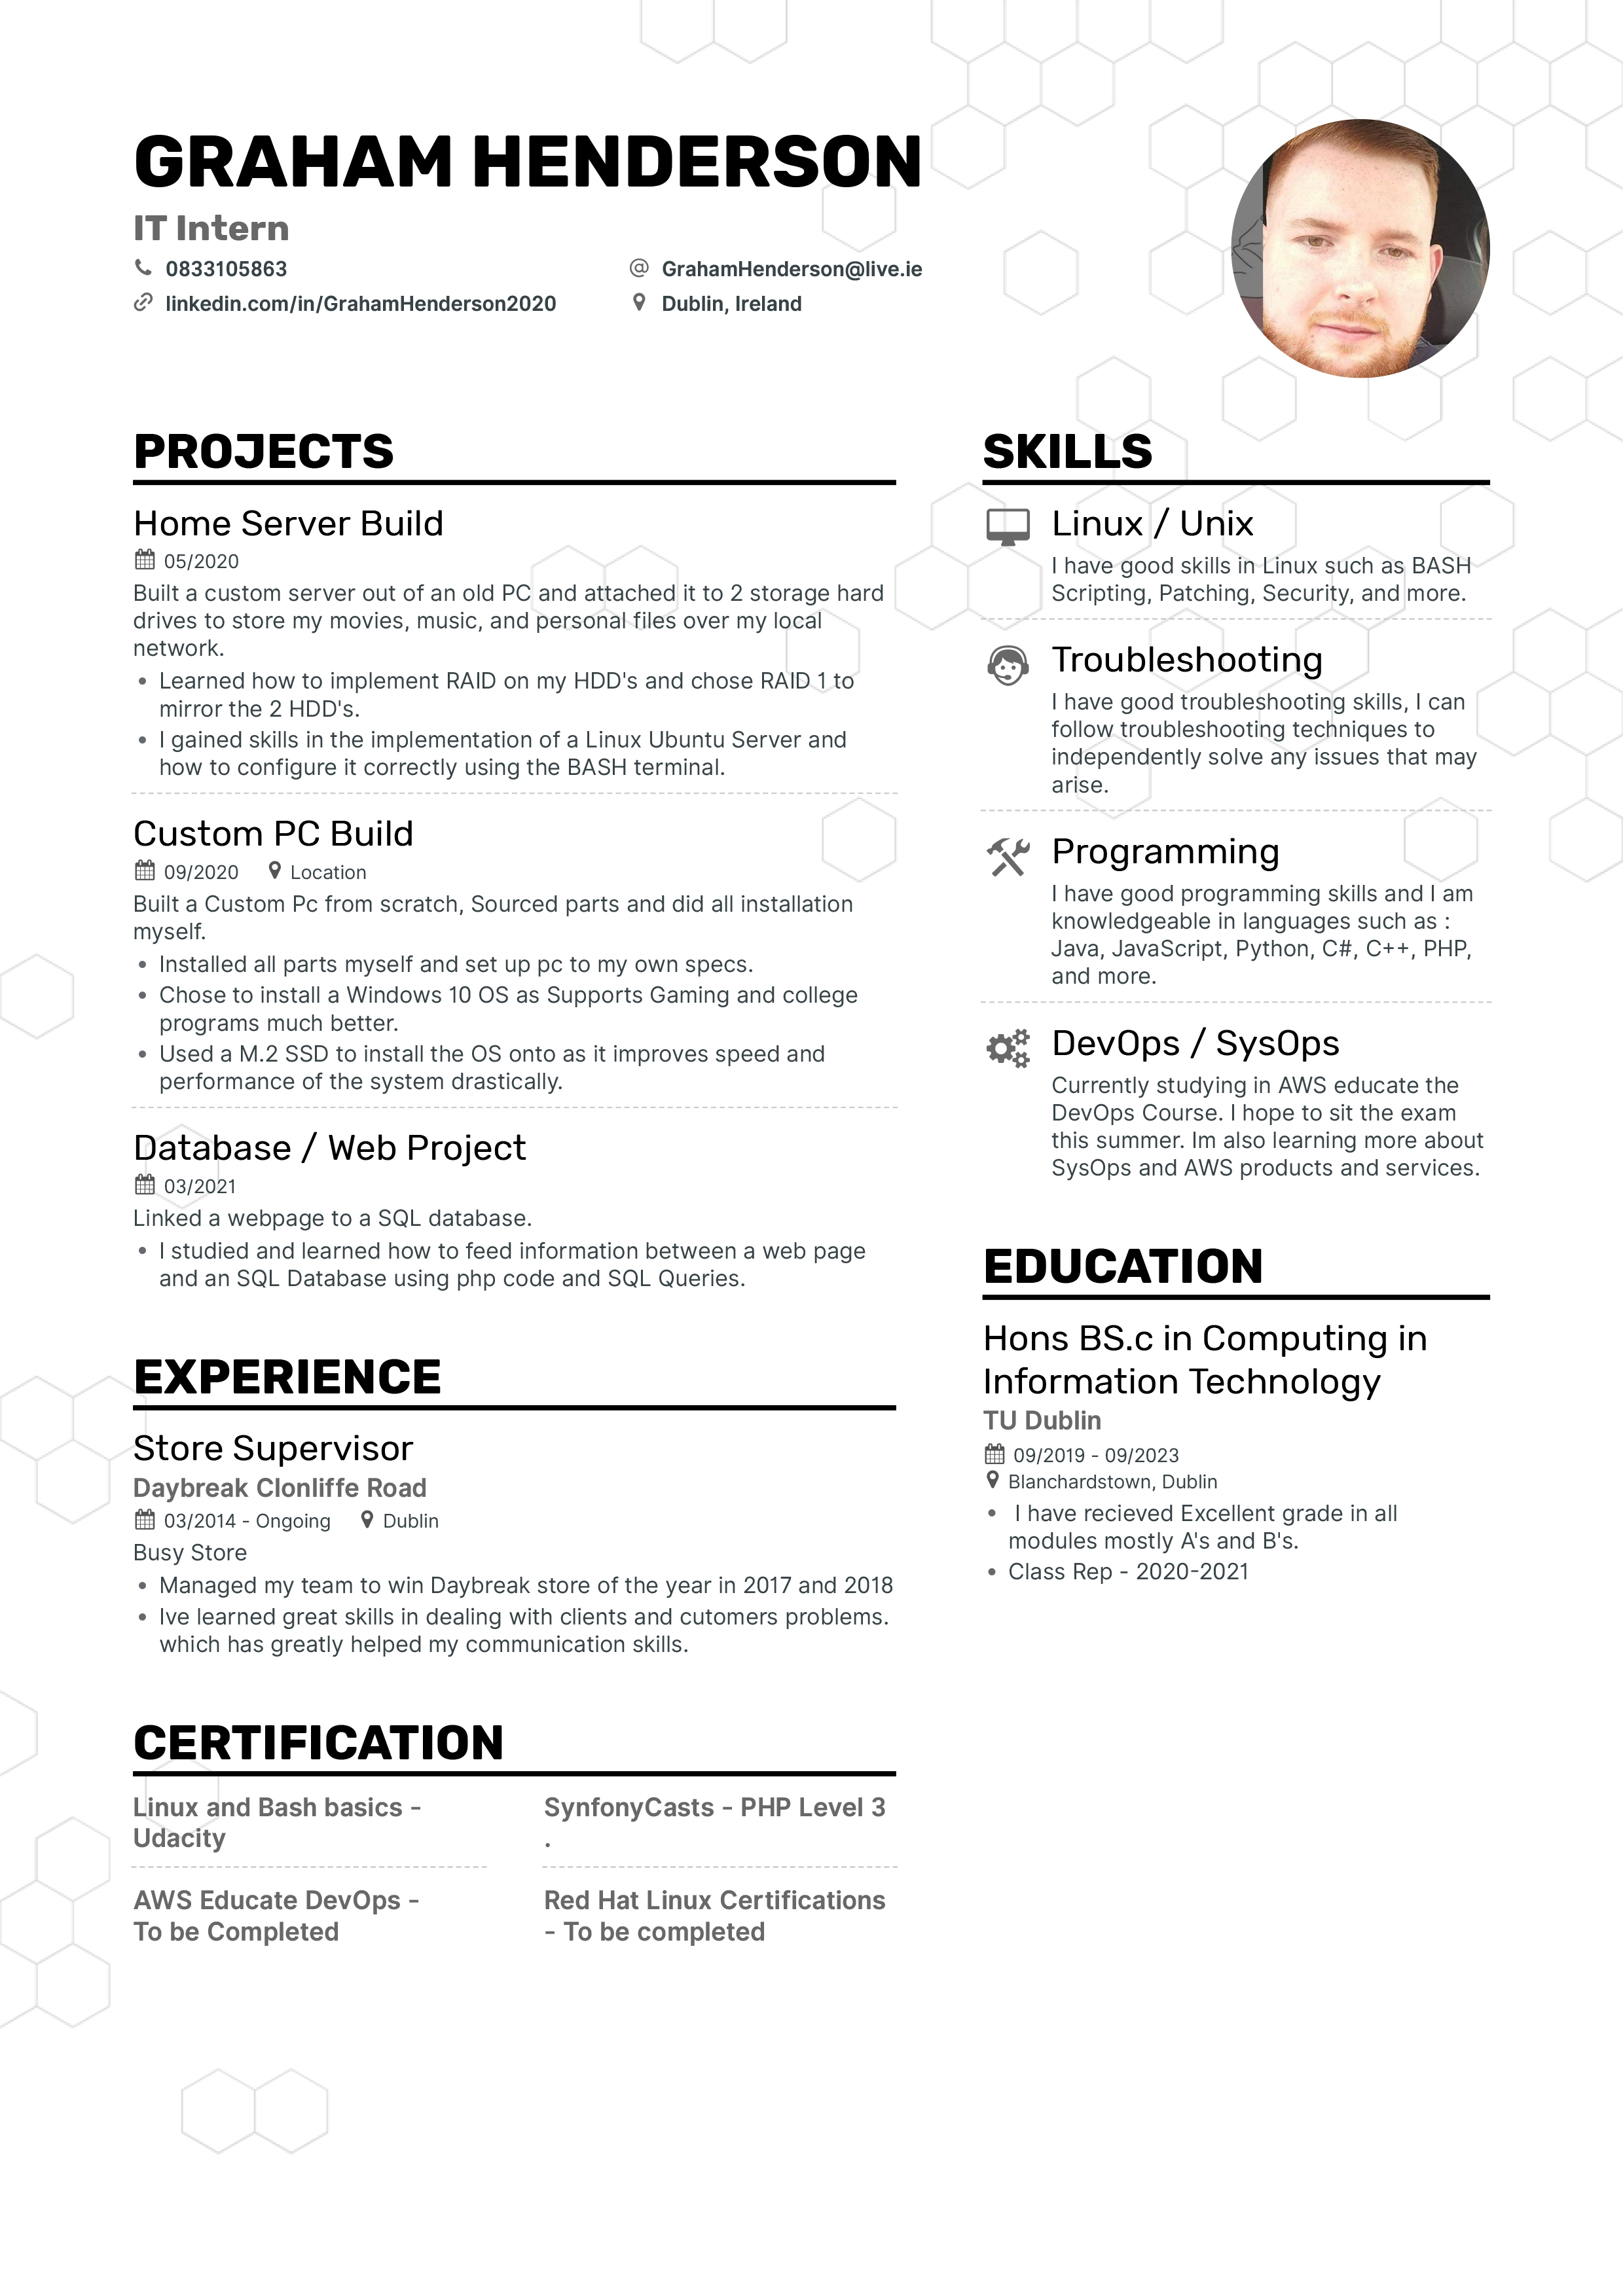 GRAHAM HENDERSON
IT Intern
0833105863
GrahamHenderson@live.ie
linkedin.com/in/GrahamHenderson2020
Dublin, Ireland
PROJECTS
Home Server Build
05/2020
Built a custom server out of an old PC and attached it to 2 storage hard
drives to store my movies, music, and personal files over my local
network.
• Learned how to implement RAID on my HDD's and chose RAID 1 to
mirror the 2 HDD's.
• I gained skills in the implementation of a Linux Ubuntu Server and
how to configure it correctly using the BASH terminal.
Custom PC Build
09/2020 Location
Built a Custom Pc from scratch, Sourced parts and did all installation
myself.
• Installed all parts myself and set up pc to my own specs.
• Chose to install a Windows 10 OS as Supports Gaming and college
programs much better.
• Used a M.2 SSD to install the OS onto as it improves speed and
performance of the system drastically.
Database / Web Project
03/2021
Linked a webpage to a SQL database.
• I studied and learned how to feed information between a web page
and an SQL Database using php code and SQL Queries.
EXPERIENCE
Store Supervisor
Daybreak Clonliffe Road
03/2014 - Ongoing Dublin
Busy Store
• Managed my team to win Daybreak store of the year in 2017 and 2018
• Ive learned great skills in dealing with clients and cutomers problems.
which has greatly helped my communication skills.
CERTIFICATION
Linux and Bash basics -
Udacity
SynfonyCasts - PHP Level 3
.
AWS Educate DevOps -
To be Completed
Red Hat Linux Certifications
- To be completed
SKILLS
Linux / Unix
I have good skills in Linux such as BASH
Scripting, Patching, Security, and more.
Troubleshooting
I have good troubleshooting skills, I can
follow troubleshooting techniques to
independently solve any issues that may
arise.
Programming
I have good programming skills and I am
knowledgeable in languages such as :
Java, JavaScript, Python, C#, C++, PHP,
and more.
DevOps / SysOps
Currently studying in AWS educate the
DevOps Course. I hope to sit the exam
this summer. Im also learning more about
SysOps and AWS products and services.
EDUCATION
Hons BS.c in Computing in
Information Technology
TU Dublin
09/2019 - 09/2023
Blanchardstown, Dublin
• I have recieved Excellent grade in all
modules mostly A's and B's.
• Class Rep - 2020-2021